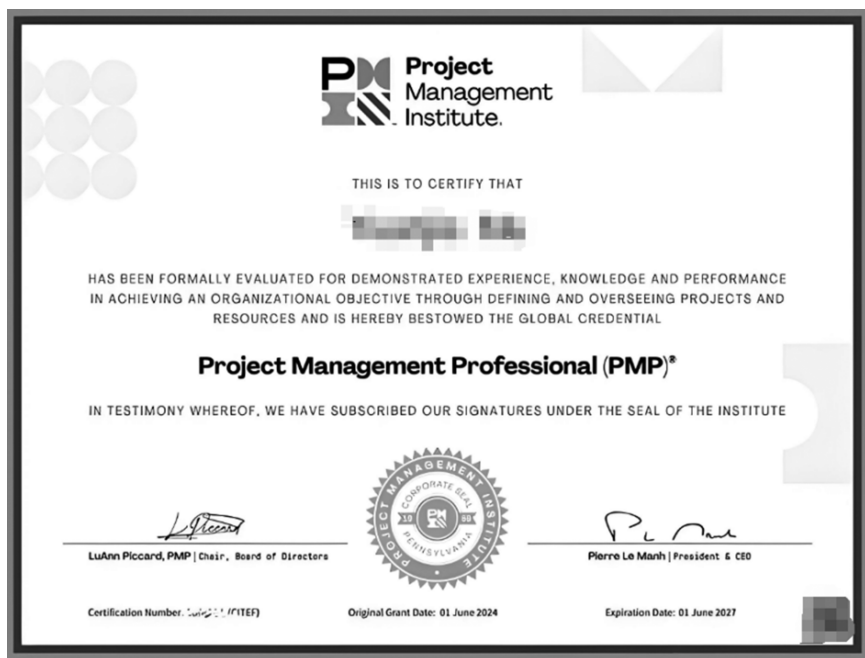 PM
Project
Management
Institute.
THIS IS TO CERTIFY THAT
HAS BEEN FORMALLY EVALUATED FOR DEMONSTRATED EXPERIENCE, KNOWLEDGE AND PERFORMANCE
IN ACHIEVING AN ORGANIZATIONAL OBJECTIVE THROUGH DEFINING AND OVERSEEING PROJECTS AND
RESOURCES AND IS HEREBY BESTOWED THE GLOBAL CREDENTIAL
Project Management Professional (PMP)®
IN TESTIMONY WHEREOF, WE HAVE SUBSCRIBED OUR SIGNATURES UNDER THE SEAL OF THE INSTITUTE
PROJECT MANAGEMENT INSTITUTE
CORPORATE SEAL
19 69
PENNSYLVANIA
LuAnn Piccard, PMP | Chair, Board of Directors
Pierre Le Manh | President & CEO
Certification Number.
Original Grant Date: 01 June 2024
Expiration Date: 01 June 2027